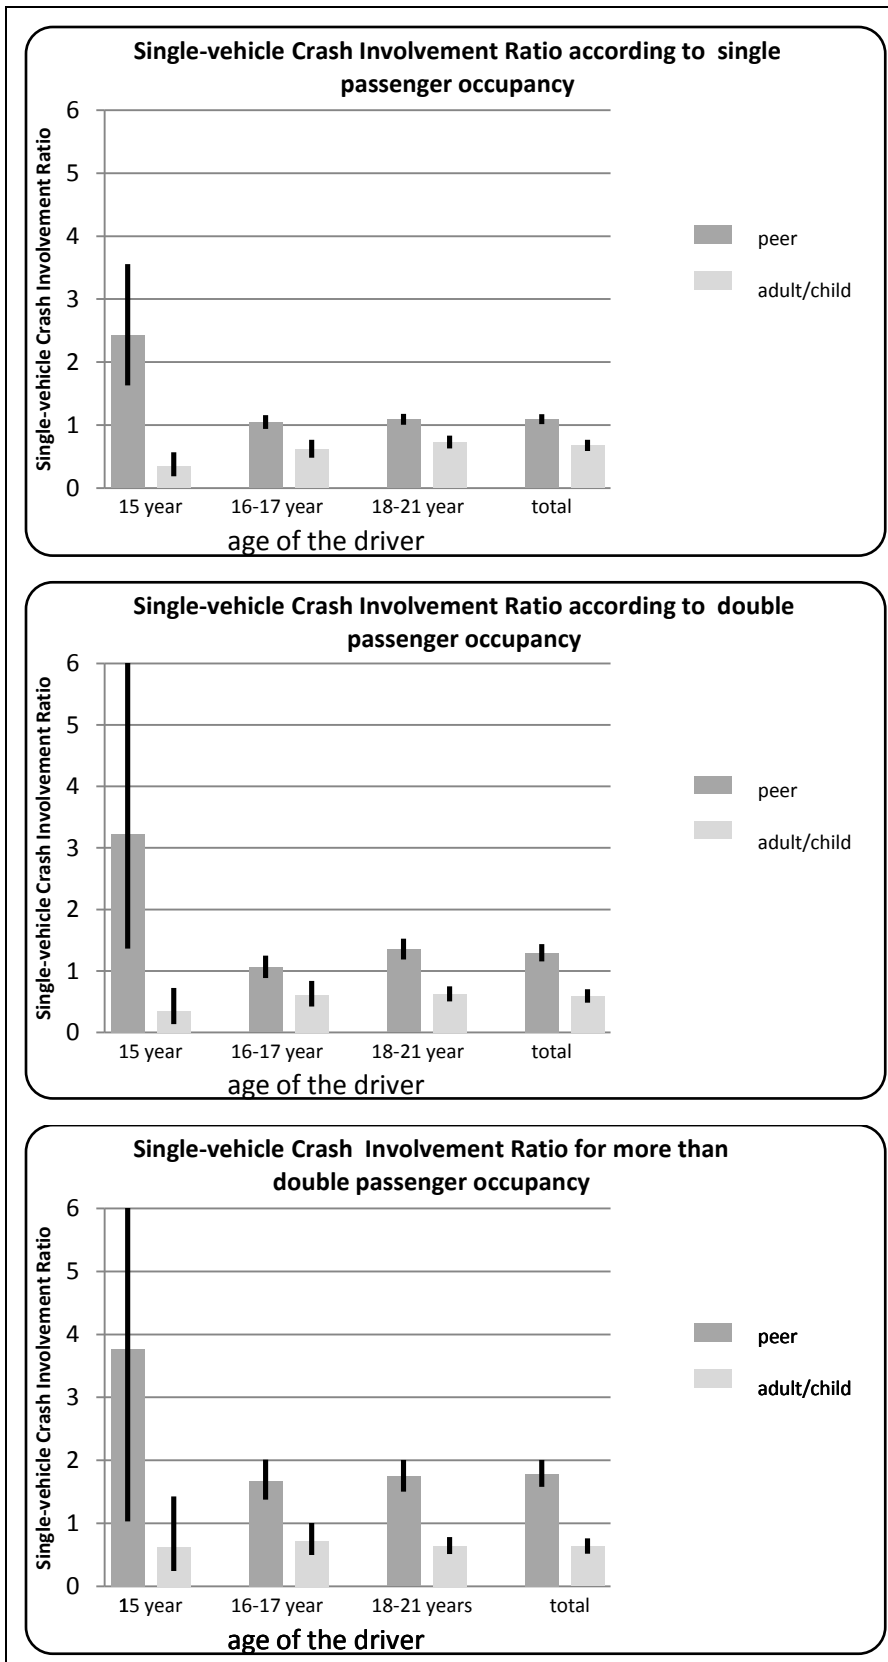 Single-vehicle Crash Involvement Ratio according to single
passenger occupancy
Single-vehicle Crash Involvement Ratio
6
5
4
3
2
1
0
15 year 16-17 year 18-21 year total
age of the driver
peer
adult/child
Single-vehicle Crash Involvement Ratio according to double
passenger occupancy
Single-vehicle Crash Involvement Ratio
6
5
4
3
2
1
0
15 year 16-17 year 18-21 year total
age of the driver
peer
adult/child
Single-vehicle Crash Involvement Ratio for more than
double passenger occupancy
Single-vehicle Crash Involvement Ratio
6
5
4
3
2
1
0
15 year 16-17 year 18-21 years total
age of the driver
peer
adult/child